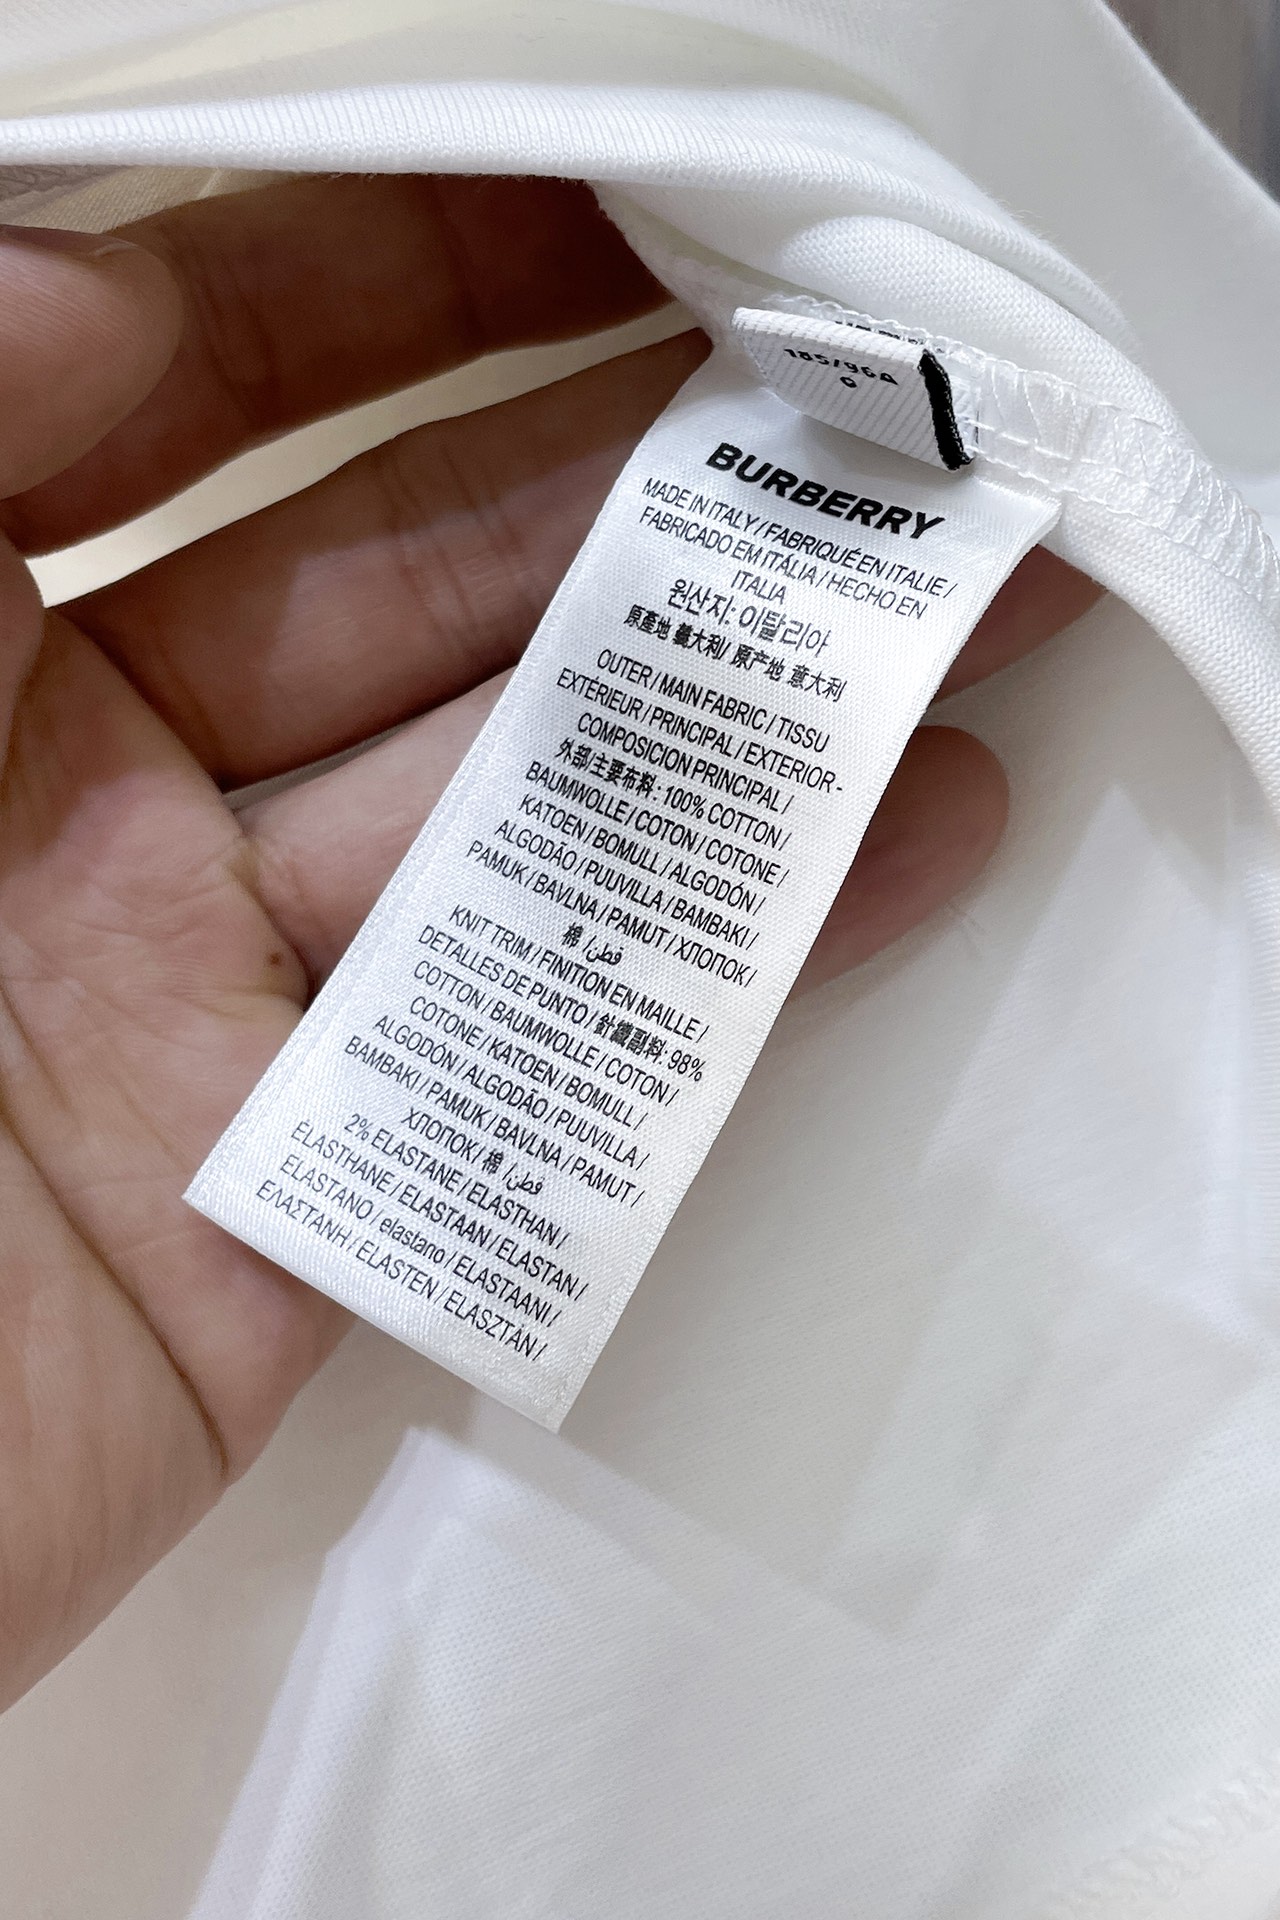 185/96A
BURBERRY
MADE IN ITALY / FABRIQUÉ EN ITALIE /
FABRICADO EM ITÁLIA / HECHO EN
ITALIA
원산지: 이탈리아
原產地 義大利/ 原产地 意大利
OUTER / MAIN FABRIC / TISSU
EXTÉRIEUR / PRINCIPAL / EXTERIOR-
COMPOSICION PRINCIPAL /
外部/主要布料: 100% COTTON /
BAUMWOLLE / COTON / COTONE /
KATOEN / BOMULL / ALGODÓN /
ALGODÃO / PUUVILLA / BAMBAKI /
PAMUK / BAVLNA / PAMUT / ХЛОПОК /
棉 / قطن
KNIT TRIM / FINITION EN MAILLE /
DETALLES DE PUNTO / 針織副料: 98%
COTTON / BAUMWOLLE / COTON /
COTONE / KATOEN / BOMULL /
ALGODÓN / ALGODÃO / PUUVILLA /
BAMBAKI / PAMUK / BAVLNA / PAMUT /
ХЛОПОК / 棉 / قطن
2% ELASTANE / ELASTHAN /
ÉLASTHANE / ELASTAAN / ELASTAN /
ELASTANO / elastano / ELASTAANI /
ΕΛΑΣΤΑΝΗ / ELASTEN / ELASZTÁN /